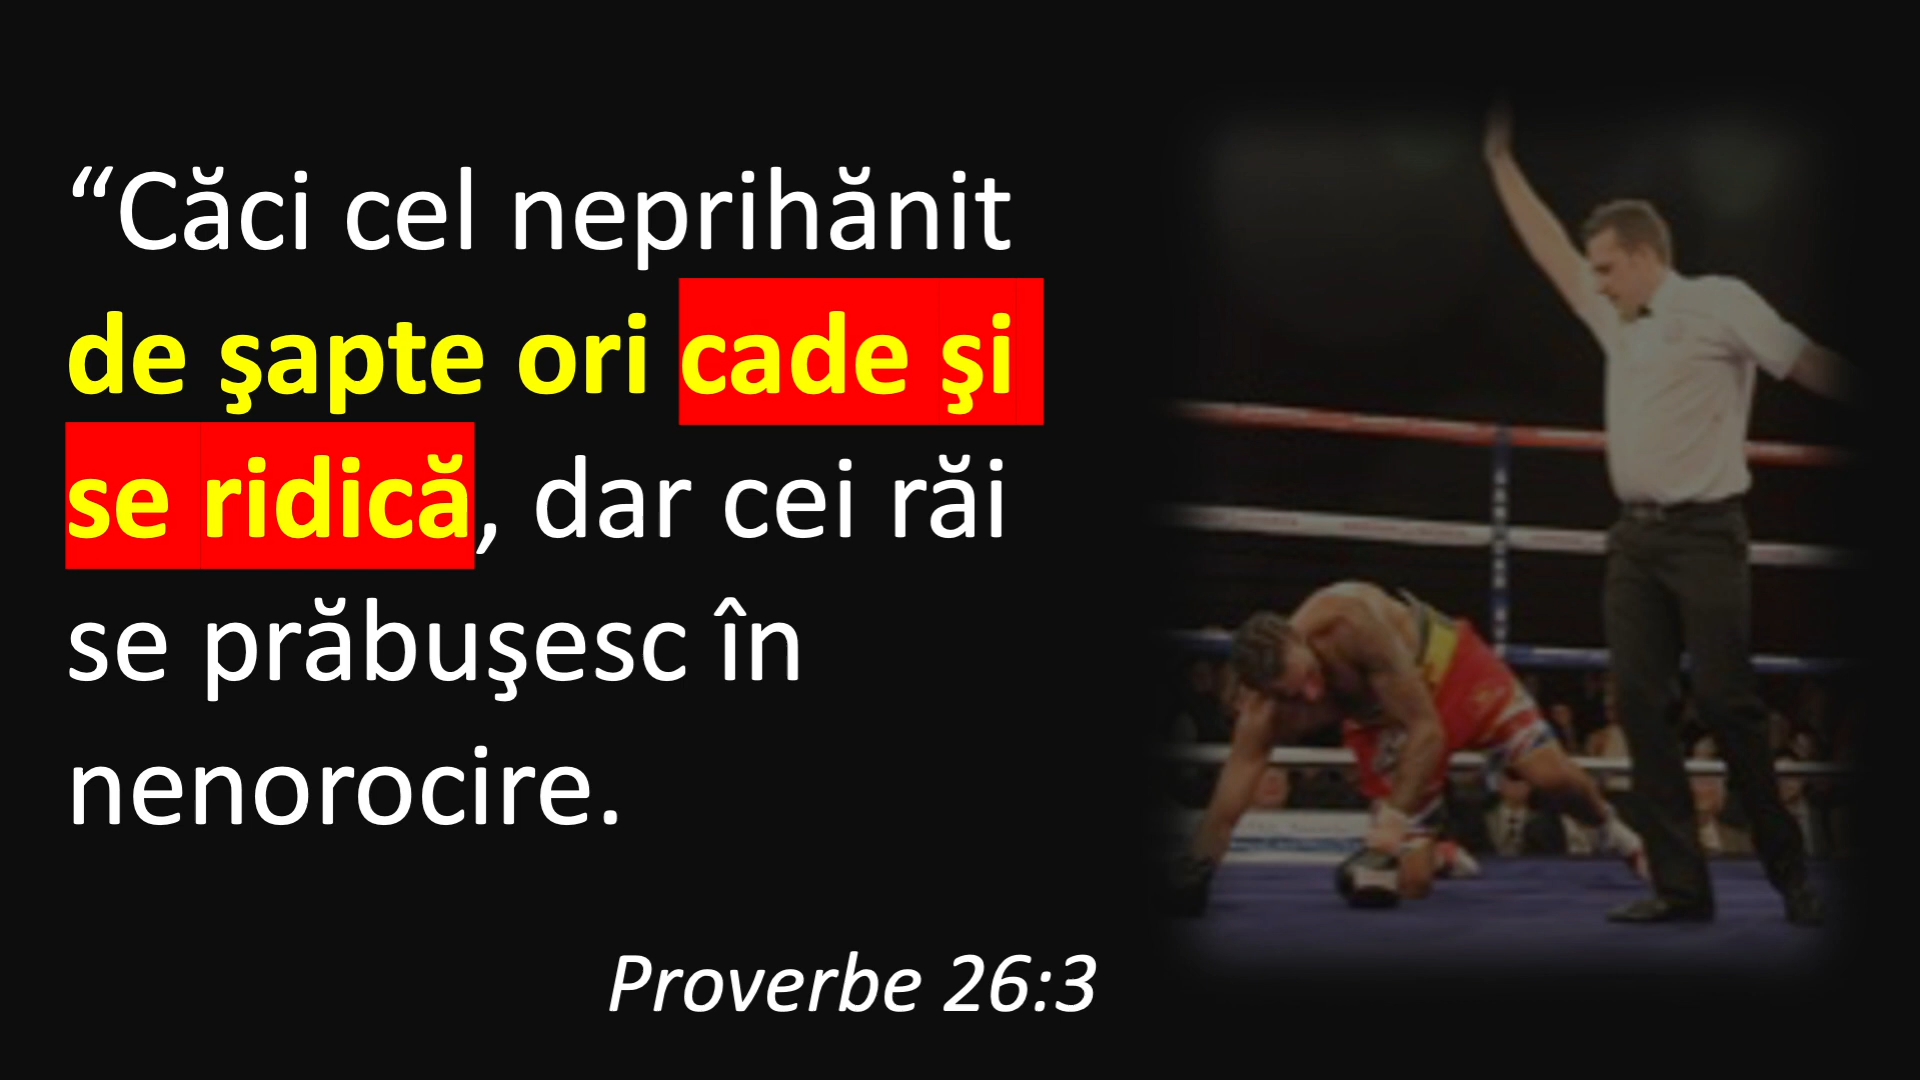 “Căci cel neprihănit
de şapte ori cade şi
se ridică, dar cei răi
se prăbuşesc în
nenorocire.
Proverbe 26:3